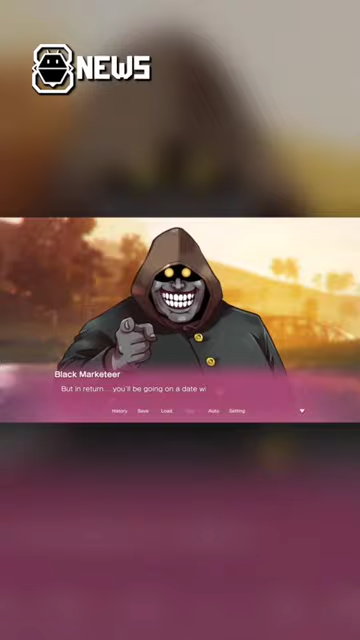 NEWS
Black Marketeer
But in return... you'll be going on a date wi
History Save Load Auto Setting